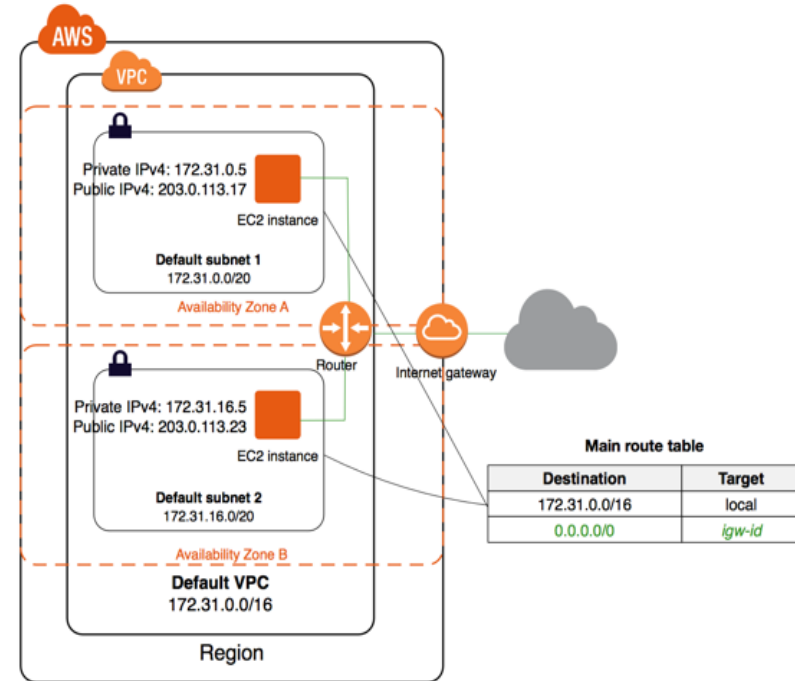 AWS
VPC
Private IPv4: 172.31.0.5
Public IPv4: 203.0.113.17
EC2 instance
Default subnet 1
172.31.0.0/20
Availability Zone A
Router
Internet gateway
Private IPv4: 172.31.16.5
Public IPv4: 203.0.113.23
EC2 instance
Default subnet 2
172.31.16.0/20
Availability Zone B
Main route table
Destination Target
172.31.0.0/16 local
0.0.0.0/0 igw-id
Default VPC
172.31.0.0/16
Region